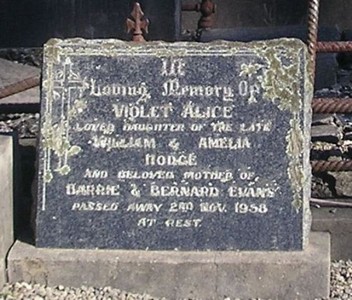 In
Loving Memory Of
VIOLET ALICE
LOVED DAUGHTER OF THE LATE
WILLIAM & AMELIA
HODGE
AND BELOVED MOTHER OF
BARRIE & BERNARD EVANS
PASSED AWAY 2ND NOV. 1958
AT REST